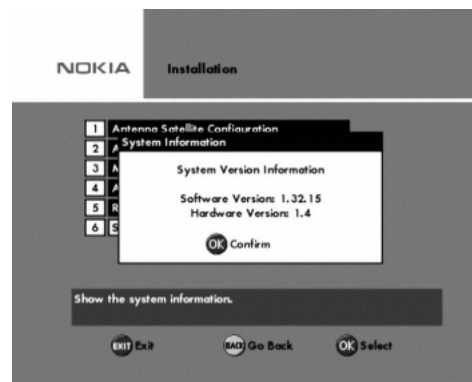 NOKIA
Installation
1 Antenna Satellite Configuration
System Information
2 A
3
4 A
5 R
6 S
System Version Information
Software Version: 1.32.15
Hardware Version: 1.4
OK Confirm
Show the system information.
EXIT Exit BACK Go Back OK Select